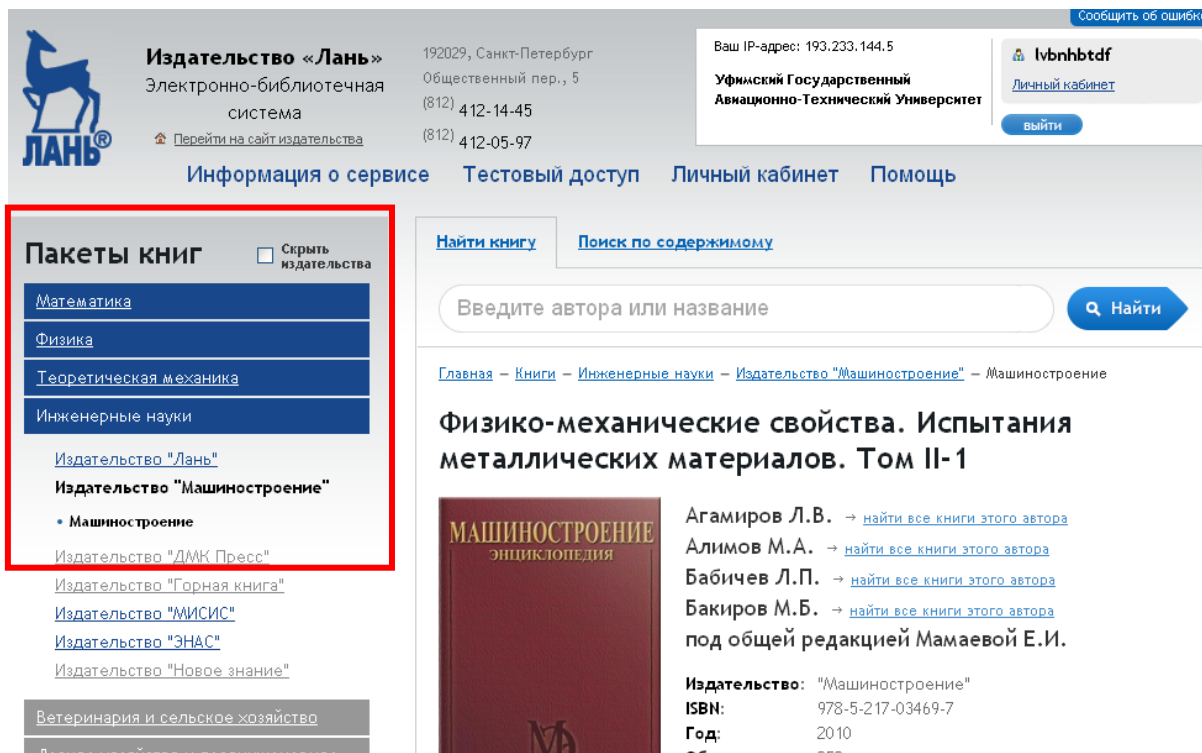 Сообщить об ошибке
ЛАНЬ®
Издательство «Лань»
Электронно-библиотечная
система
Перейти на сайт издательства
192029, Санкт-Петербург
Общественный пер., 5
(812) 412-14-45
(812) 412-05-97
Ваш IP-адрес: 193.233.144.5
Уфимский Государственный
Авиационно-Технический Университет
lvbnhbtdf
Личный кабинет
выйти
Информация о сервисе Тестовый доступ Личный кабинет Помощь
Пакеты книг
Скрыть
издательства
Математика
Физика
Теоретическая механика
Инженерные науки
Издательство "Лань"
Издательство "Машиностроение"
• Машиностроение
Издательство "ДМК Пресс"
Издательство "Горная книга"
Издательство "МИСИС"
Издательство "ЭНАС"
Издательство "Новое знание"
Ветеринария и сельское хозяйство
Найти книгу Поиск по содержимому
Введите автора или название
Найти
Главная – Книги – Инженерные науки – Издательство "Машиностроение" – Машиностроение
Физико-механические свойства. Испытания
металлических материалов. Том II-1
МАШИНОСТРОЕНИЕ
ЭНЦИКЛОПЕДИЯ
Агамиров Л.В. → найти все книги этого автора
Алимов М.А. → найти все книги этого автора
Бабичев Л.П. → найти все книги этого автора
Бакиров М.Б. → найти все книги этого автора
под общей редакцией Мамаевой Е.И.
Издательство: "Машиностроение"
ISBN: 978-5-217-03469-7
Год: 2010